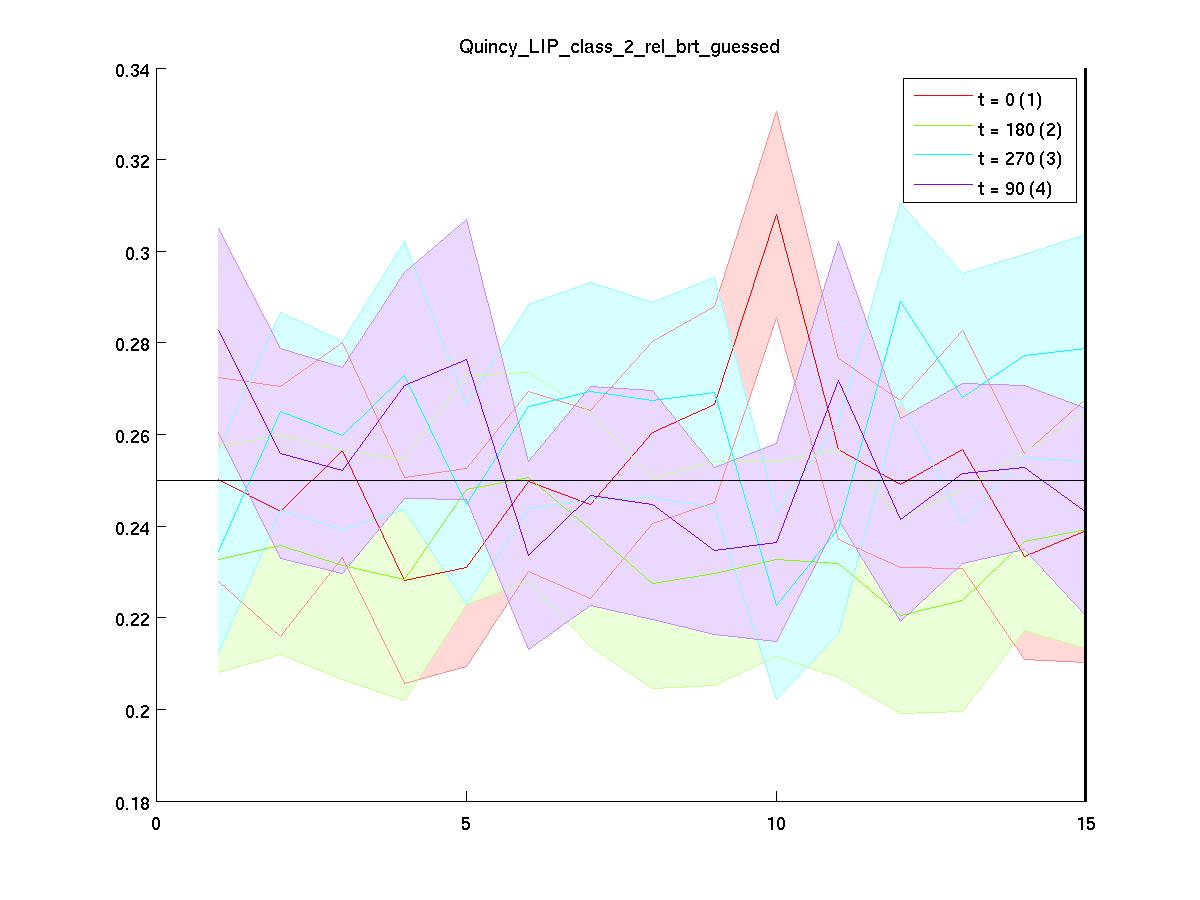 Quincy_LIP_class_2_rel_brt_guessed
0.34
0.32
0.3
0.28
0.26
0.24
0.22
0.2
0.18
0
5
10
15
t = 0 (1)
t = 180 (2)
t = 270 (3)
t = 90 (4)